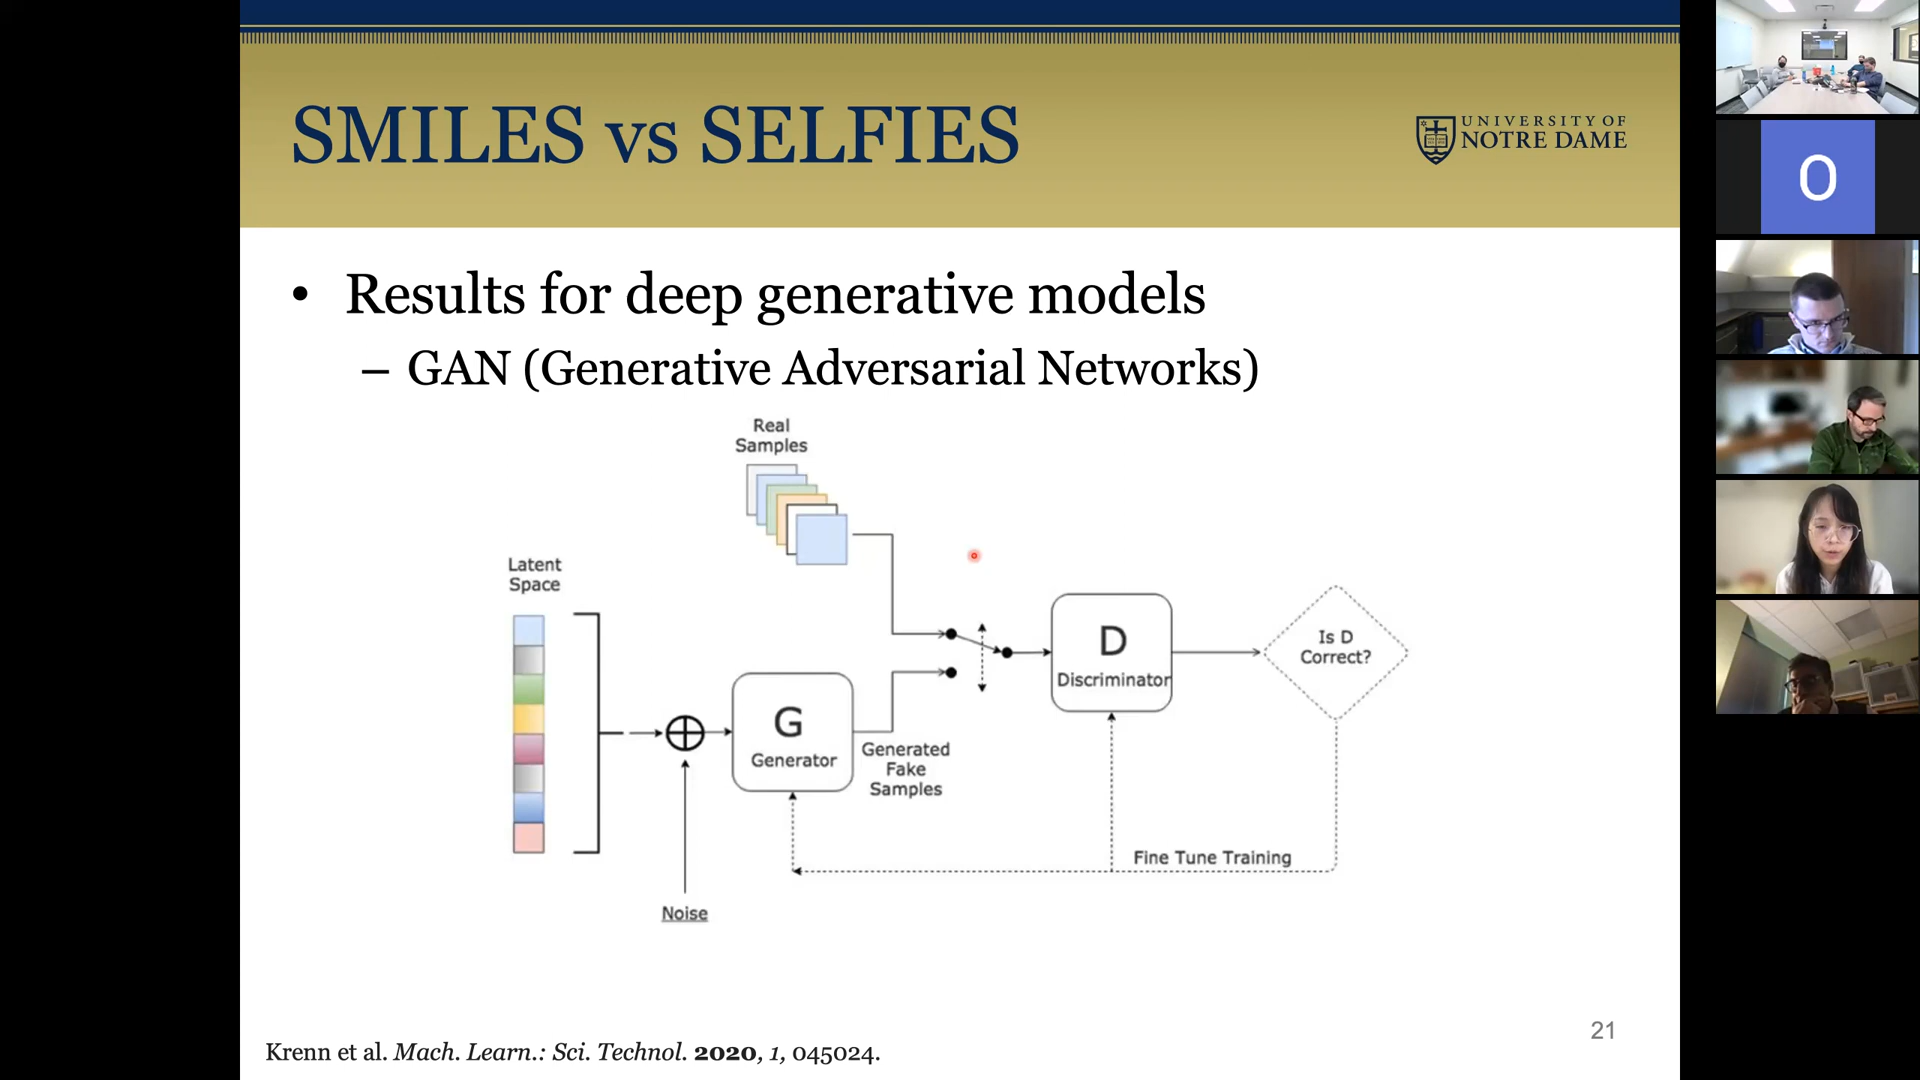 SMILES vs SELFIES
UNIVERSITY OF
NOTRE DAME
• Results for deep generative models
– GAN (Generative Adversarial Networks)
Real
Samples
Latent
Space
D
Discriminator
Is D
Correct?
G
Generator
Generated
Fake
Samples
Fine Tune Training
Noise
Krenn et al. Mach. Learn.: Sci. Technol. 2020, 1, 045024.
21
O